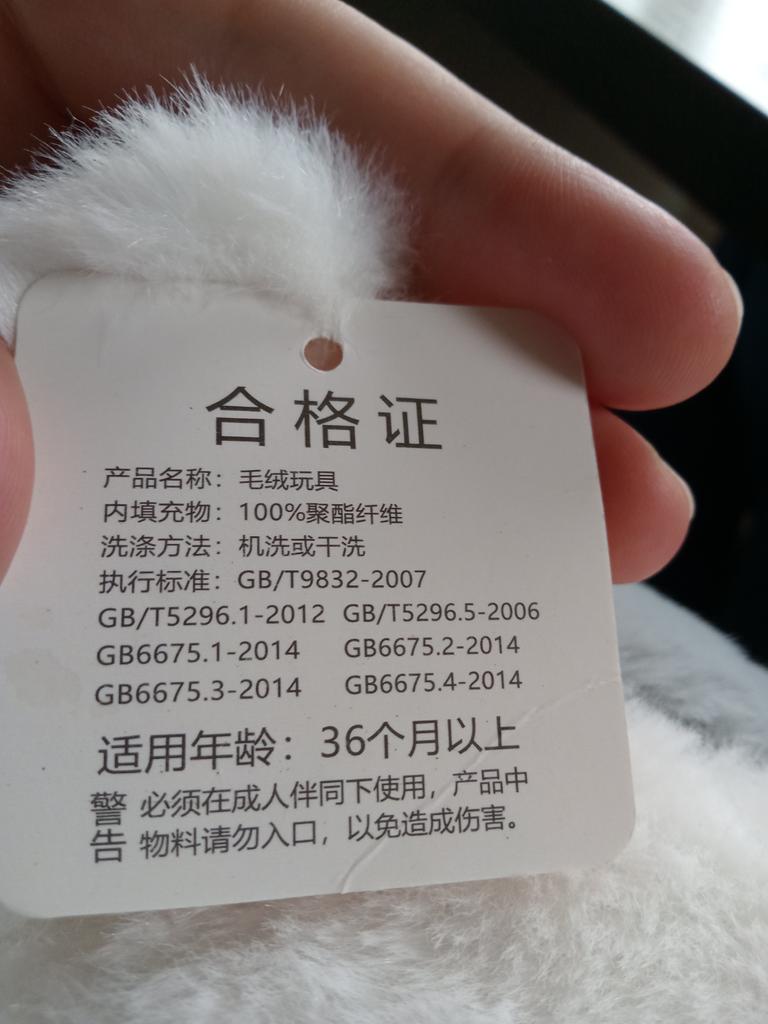 合格证
产品名称：毛绒玩具
内填充物：100%聚酯纤维
洗涤方法：机洗或干洗
执行标准：GB/T9832-2007
GB/T5296.1-2012 GB/T5296.5-2006
GB6675.1-2014 GB6675.2-2014
GB6675.3-2014 GB6675.4-2014
适用年龄：36个月以上
警告 必须在成人伴同下使用，产品中
物料请勿入口，以免造成伤害。